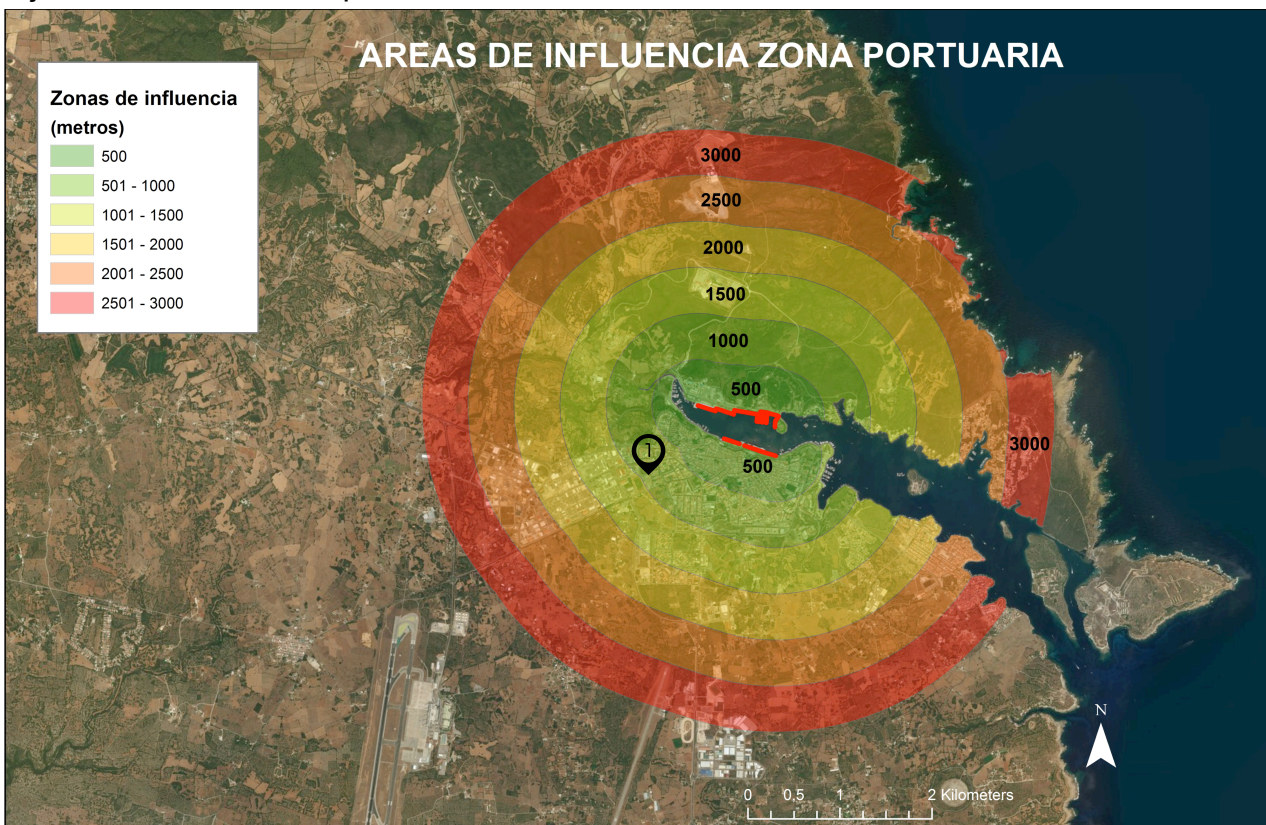 AREAS DE INFLUENCIA ZONA PORTUARIA
Zonas de influencia
(metros)
500
501 - 1000
1001 - 1500
1501 - 2000
2001 - 2500
2501 - 3000
3000
2500
2000
1500
1000
500
3000
1
500
N
0 0,5 1 2 Kilometers